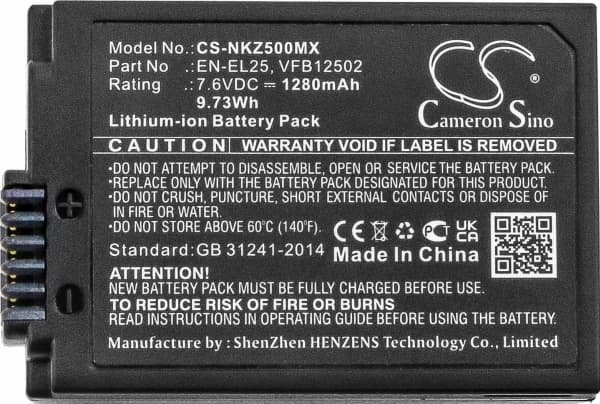 Model No.: CS-NKZ500MX
Part No : EN-EL25, VFB12502
Rating : 7.6VDC ⎓ 1280mAh
9.73Wh
Lithium-ion Battery Pack
CS
Cameron Sino
CAUTION WARRANTY VOID IF LABEL IS REMOVED
•DO NOT ATTEMPT TO DISSEMBLE, OPEN OR SERVICE THE BATTERY PACK.
•REPLACE ONLY WITH BATTERY PACK DESIGNATED FOR THIS PRODUCT.
•DO NOT CRUSH, PUNCTURE, SHORT EXTERNAL CONTACTS OR DISPOSE OF
IN FIRE OR WATER.
•DO NOT STORE ABOVE 60℃ (140℉).
CE FC UK CA
Standard: GB 31241-2014
Made In China
ATTENTION!
NEW BATTERY PACK MUST BE FULLY CHARGED BEFORE USE.
TO REDUCE RISK OF FIRE OR BURNS
READ INSTRUCTIONS ON UNPACKING GUIDE BEFORE USING BATTERY.
Manufacture by : ShenZhen HENZENS Technology Co., Limited.
+
-